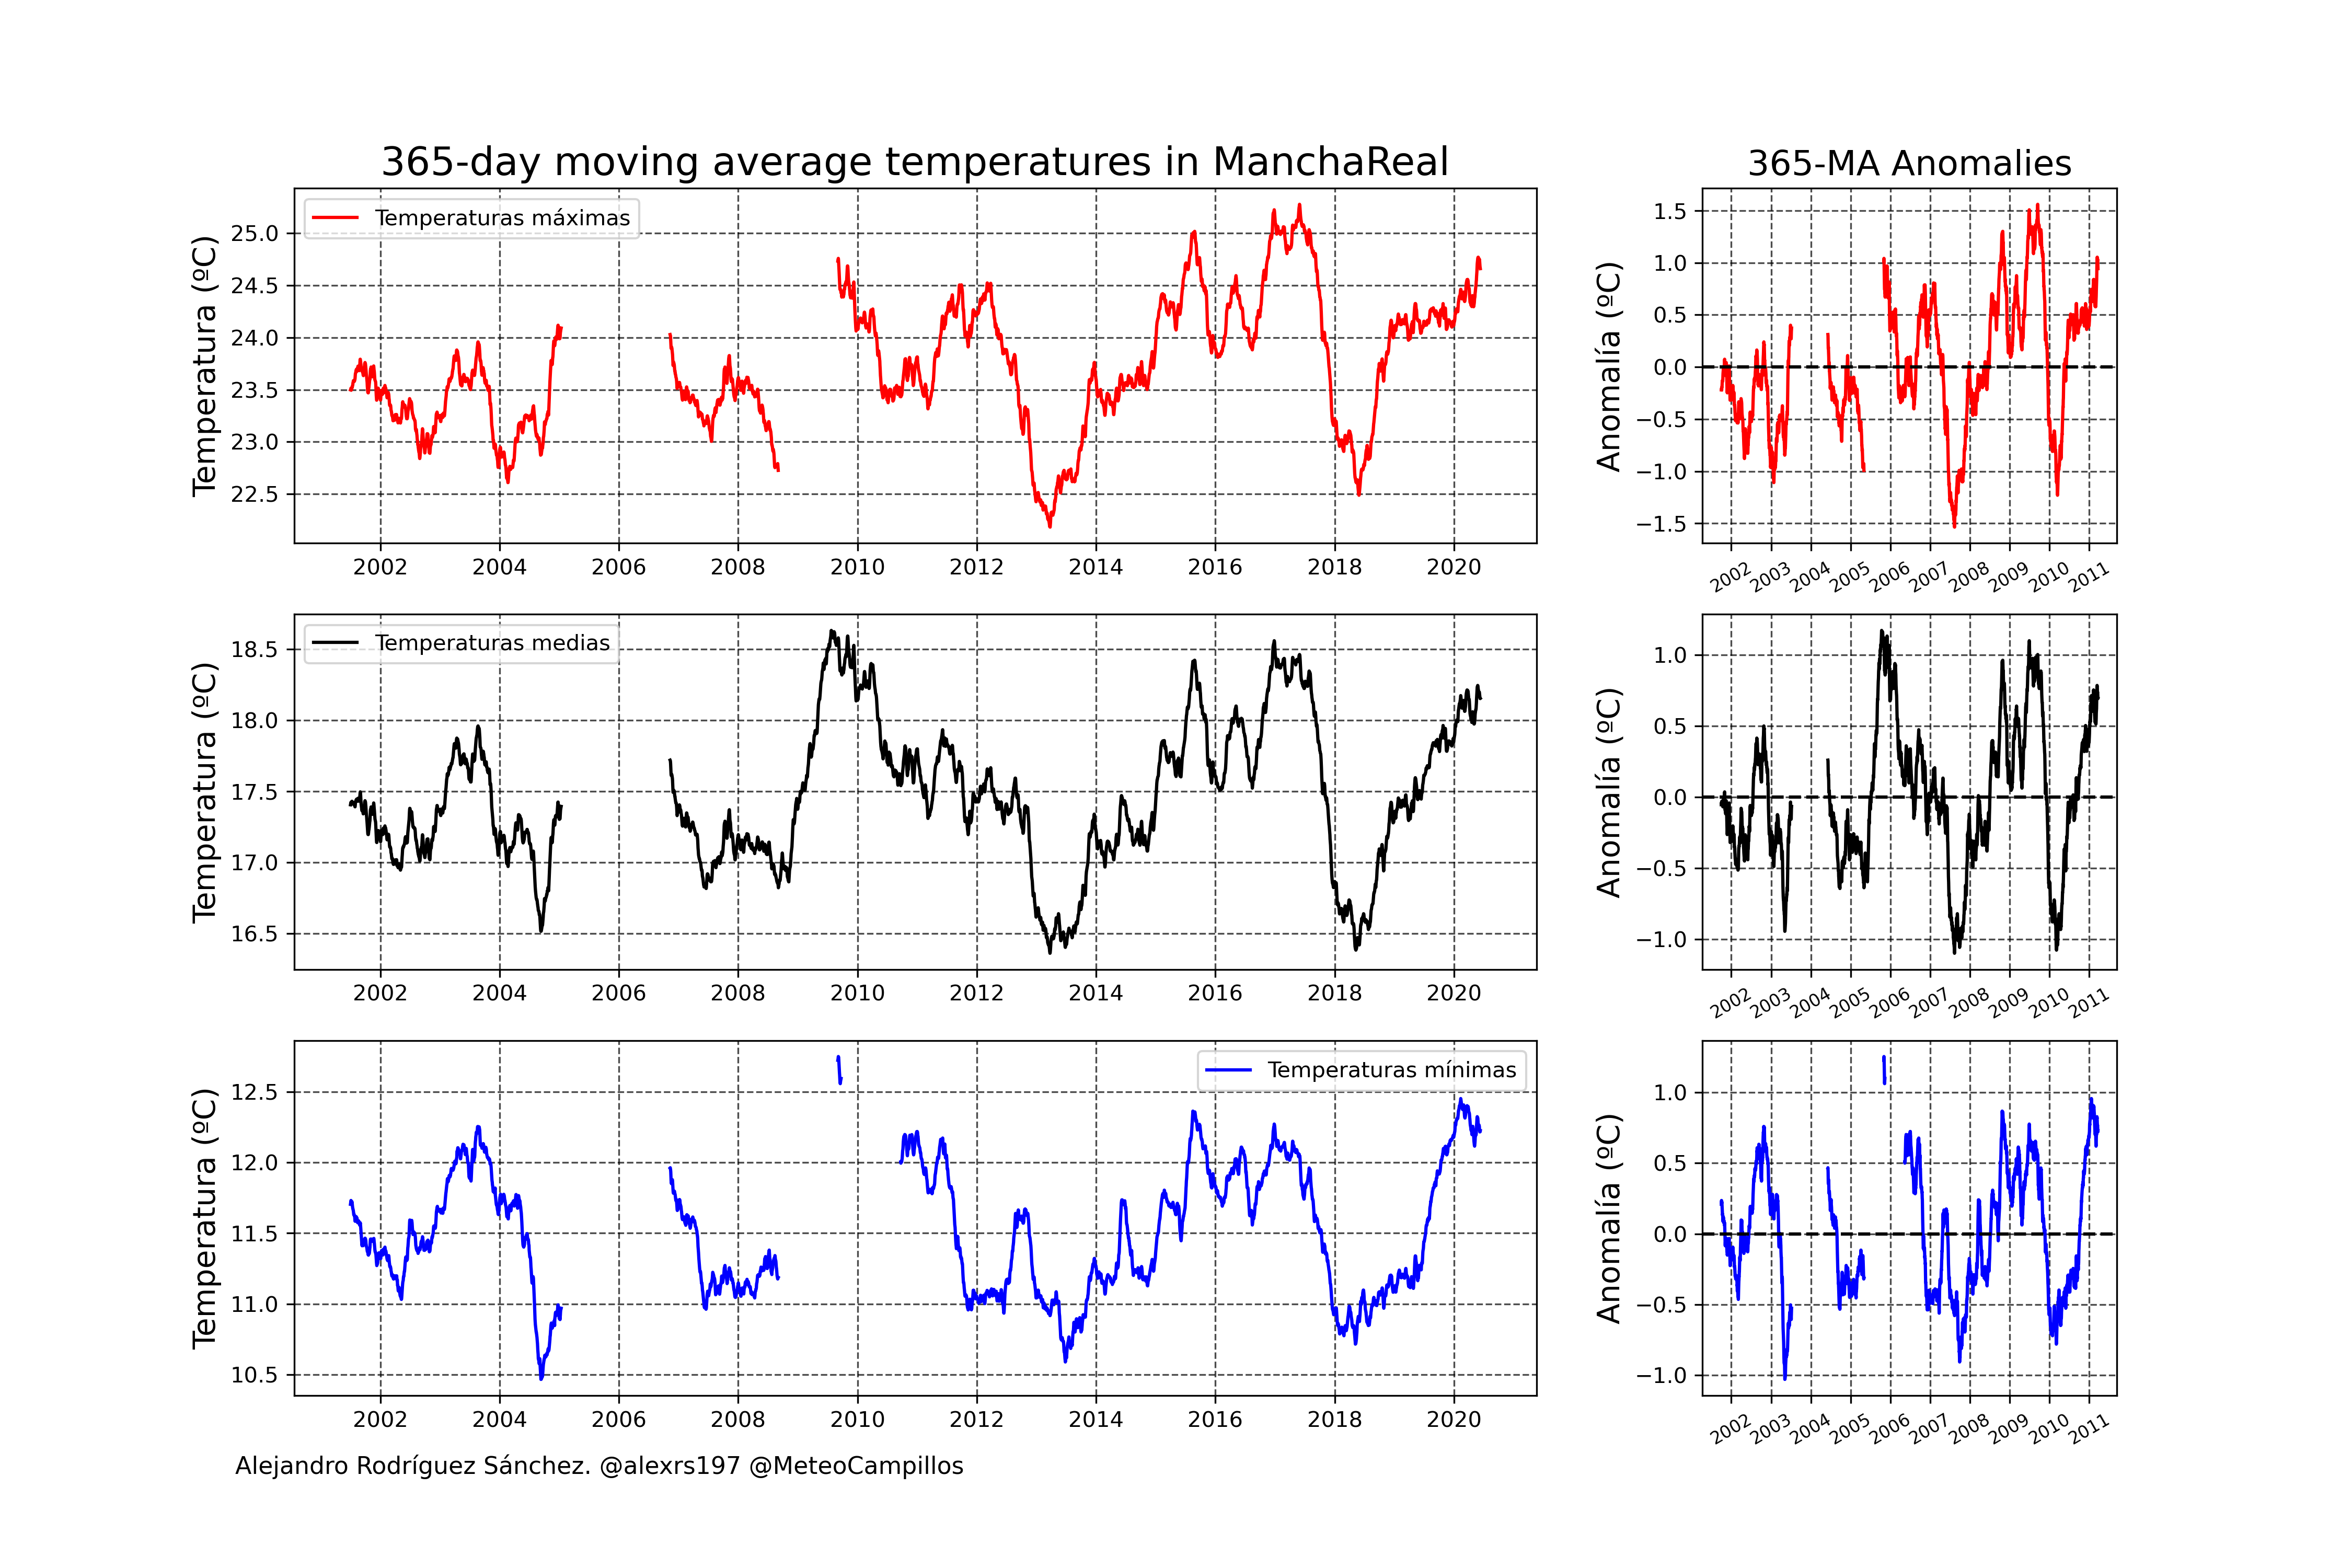 365-day moving average temperatures in ManchaReal
365-MA Anomalies
Temperatura (ºC)
25.0
24.5
24.0
23.5
23.0
22.5
Temperaturas máximas
2002 2004 2006 2008 2010 2012 2014 2016 2018 2020
Anomalía (ºC)
1.5
1.0
0.5
0.0
−0.5
−1.0
−1.5
2002 2003 2004 2005 2006 2007 2008 2009 2010 2011
Temperatura (ºC)
18.5
18.0
17.5
17.0
16.5
Temperaturas medias
2002 2004 2006 2008 2010 2012 2014 2016 2018 2020
Anomalía (ºC)
1.0
0.5
0.0
−0.5
−1.0
2002 2003 2004 2005 2006 2007 2008 2009 2010 2011
Temperatura (ºC)
12.5
12.0
11.5
11.0
10.5
Temperaturas mínimas
2002 2004 2006 2008 2010 2012 2014 2016 2018 2020
Anomalía (ºC)
1.0
0.5
0.0
−0.5
−1.0
2002 2003 2004 2005 2006 2007 2008 2009 2010 2011
Alejandro Rodríguez Sánchez. @alexrs197 @MeteoCampillos